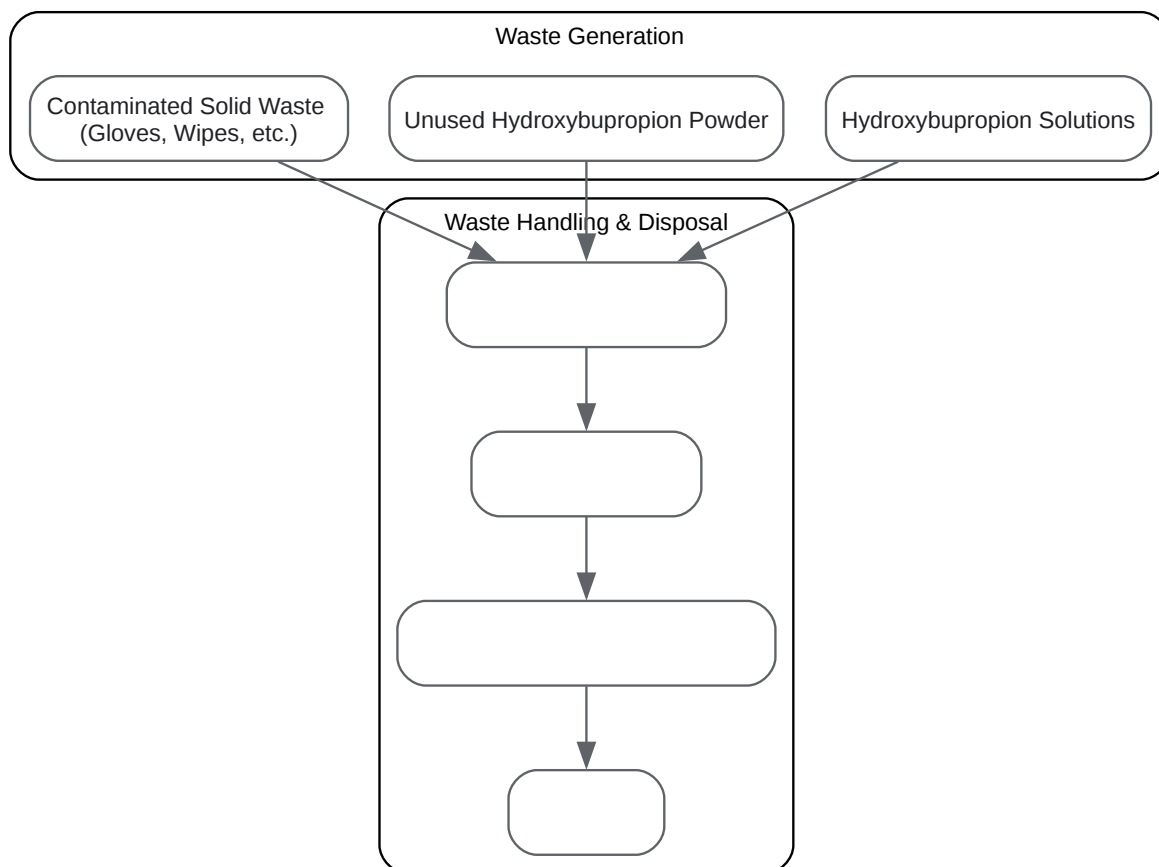 Waste Generation
Contaminated Solid Waste
(Gloves, Wipes, etc.)
Unused Hydroxybupropion Powder
Hydroxybupropion Solutions
Waste Handling & Disposal